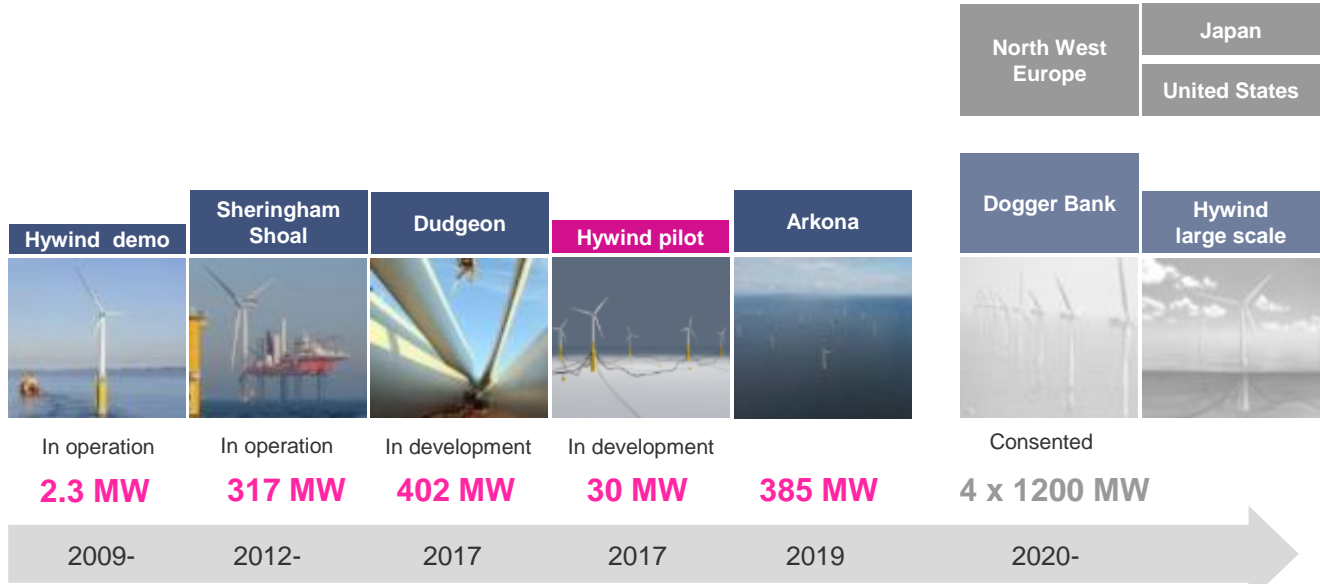 North West
Europe
Japan
United States
Hywind demo
Sheringham
Shoal
Dudgeon
Hywind pilot
Arkona
Dogger Bank
Hywind
large scale
In operation
In operation
In development
In development
Consented
2.3 MW
317 MW
402 MW
30 MW
385 MW
4 x 1200 MW
2009-
2012-
2017
2017
2019
2020-